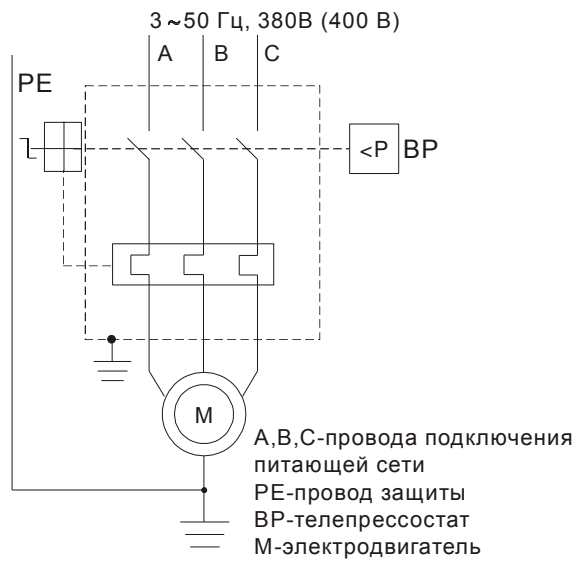 3 ~50 Гц, 380В (400 В)
A B C
PE
<P BP
M
A,B,C-провода подключения
питающей сети
PE-провод защиты
BP-телепрессостат
M-электродвигатель